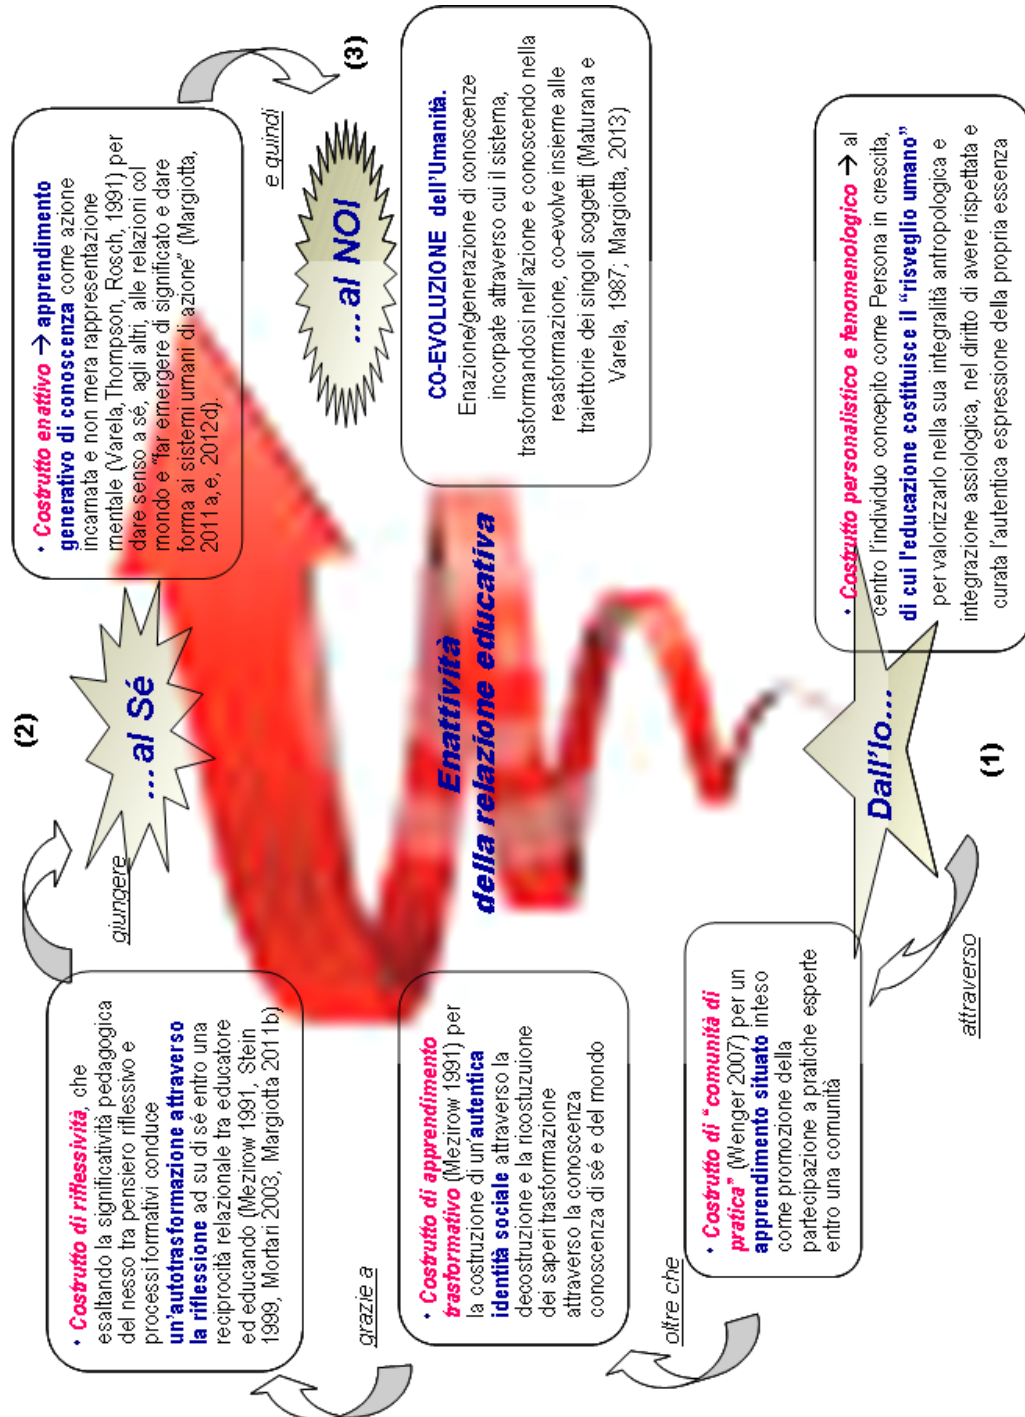 (1)
Dall'Io...
• Costrutto personalistico e fenomenologico → al
centro l'individuo concepito come Persona in crescita,
di cui l'educazione costituisce il "risveglio umano"
per valorizzarlo nella sua integralità antropologica e
integrazione assiologica, nel diritto di avere rispettata e
curata l'autentica espressione della propria essenza
attraverso
• Costrutto di "comunità di
pratica" (Wenger 2007) per un
apprendimento situato inteso
come promozione della
partecipazione a pratiche esperte
entro una comunità
oltre che
• Costrutto di apprendimento
trasformativo (Mezirow 1991) per
la costruzione di un'autentica
identità sociale attraverso la
decostruzione e la ricostuzuione
dei saperi trasformazione
attraverso la conoscenza
conoscenza di sé e del mondo
grazie a
• Costrutto di riflessività, che
esaltando la significatività pedagogica
del nesso tra pensiero riflessivo e
processi formativi conduce
un'autotrasformazione attraverso
la riflessione ad su di sé entro una
reciprocità relazionale tra educatore
ed educando (Mezirow 1991, Stein
1999, Mortari 2003, Margiotta 2011b)
giungere
(2)
...al Sé
• Costrutto enattivo → apprendimento
generativo di conoscenza come azione
incarnata e non mera rappresentazione
mentale (Varela, Thompson, Rosch, 1991) per
dare senso a sé, agli altri, alle relazioni col
mondo e "far emergere di significato e dare
forma ai sistemi umani di azione" (Margiotta,
2011a,e, 2012d).
e quindi
(3)
...al NOI
CO-EVOLUZIONE dell'Umanità.
Enazione/generazione di conoscenze
incorpate attraverso cui il sistema,
trasformandosi nell'azione e conoscendo nella
reasformazione, co-evolve insieme alle
traiettorie dei singoli soggetti (Maturana e
Varela, 1987; Margiotta, 2013)
Enattività
della relazione educativa